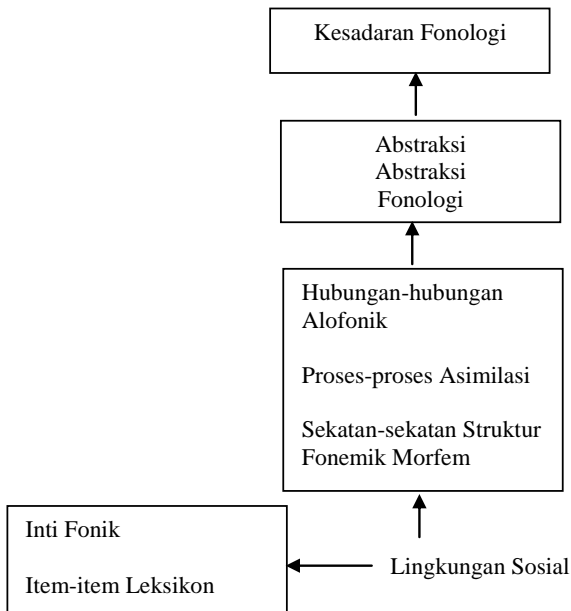 Kesadaran Fonologi
Abstraksi
Abstraksi
Fonologi
Hubungan-hubungan
Alofonik
Proses-proses Asimilasi
Sekatan-sekatan Struktur
Fonemik Morfem
Inti Fonik
Item-item Leksikon
Lingkungan Sosial